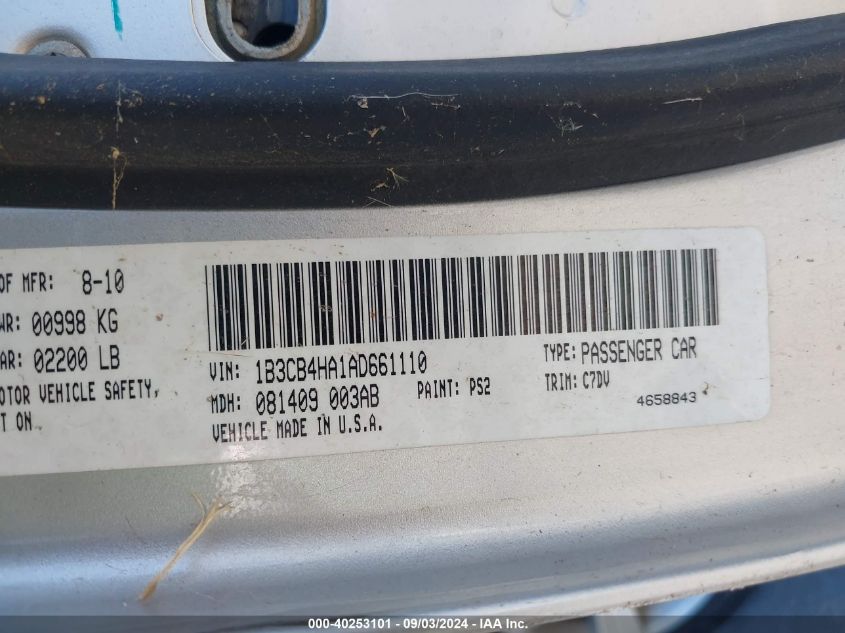 OF MFR: 8-10
WR: 00998 KG
AR: 02200 LB
MOTOR VEHICLE SAFETY,
T ON
VIN: 1B3CB4HA1AD661110
TYPE: PASSENGER CAR
MDH: 081409 003AB
PAINT: PS2
TRIM: C7DV
VEHICLE MADE IN U.S.A.
4658843
000-40253101 - 09/03/2024 - IAA Inc.